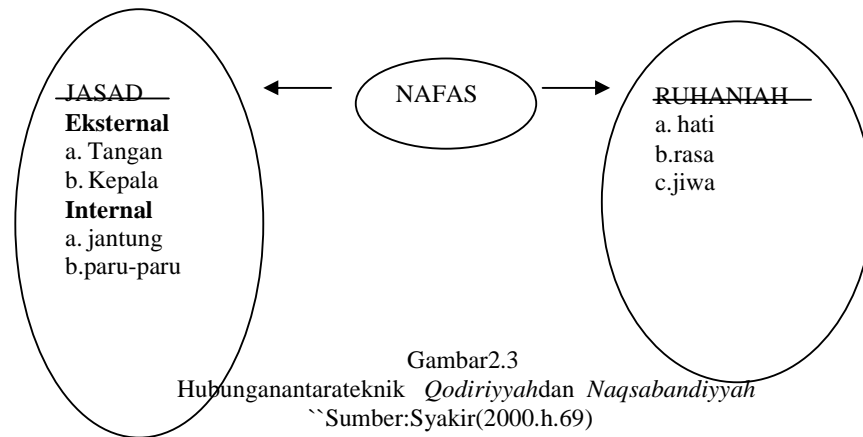 JASAD
Eksternal
a. Tangan
b. Kepala
Internal
a. jantung
b.paru-paru
NAFAS
RUHANIAH
a. hati
b.rasa
c.jiwa
Gambar2.3
Hubunganantarateknik Qodiriyyahdan Naqsabandiyyah
``Sumber:Syakir(2000.h.69)